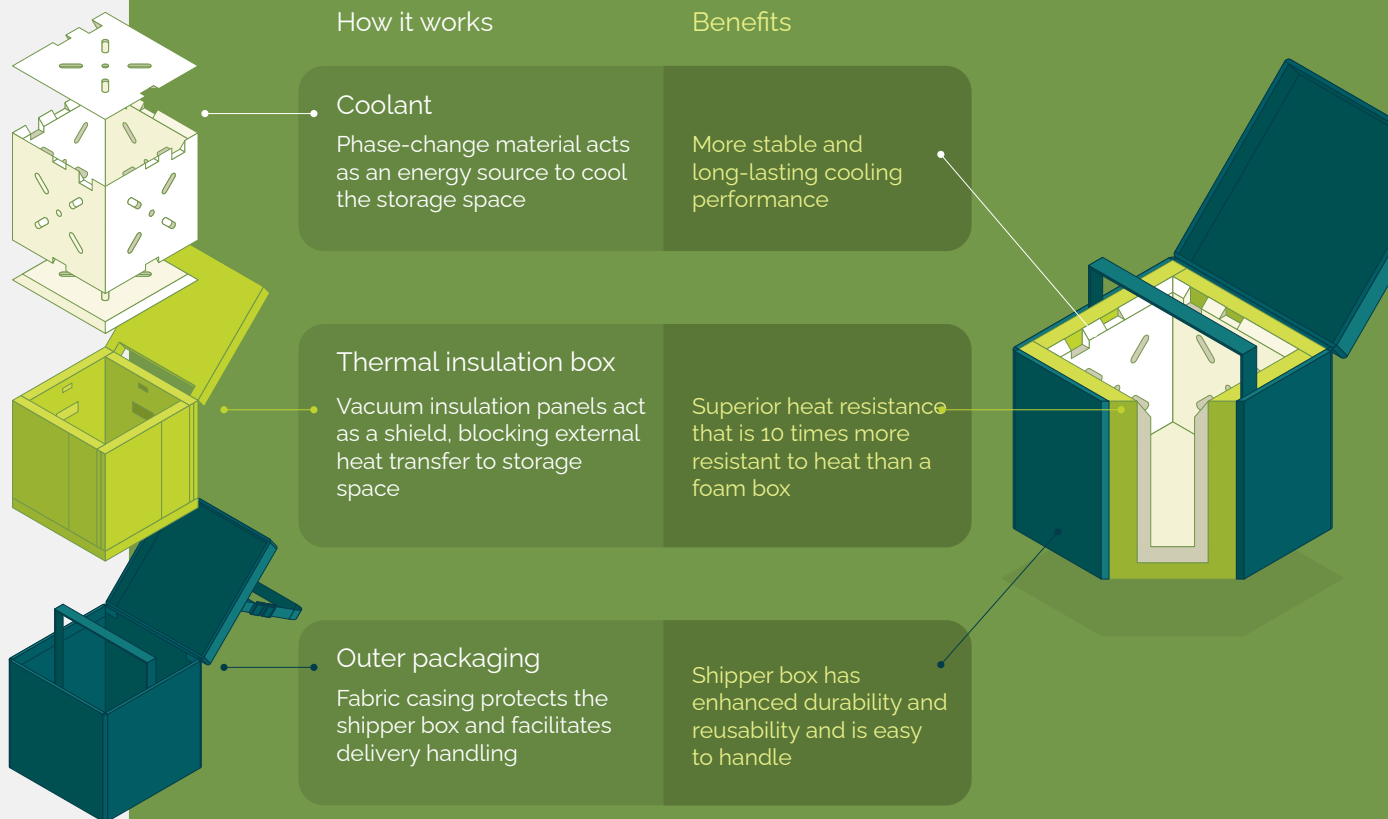 How it works
Benefits
Coolant
Phase-change material acts
as an energy source to cool
the storage space
More stable and
long-lasting cooling
performance
Thermal insulation box
Vacuum insulation panels act
as a shield, blocking external
heat transfer to storage
space
Superior heat resistance
that is 10 times more
resistant to heat than a
foam box
Outer packaging
Fabric casing protects the
shipper box and facilitates
delivery handling
Shipper box has
enhanced durability and
reusability and is easy
to handle